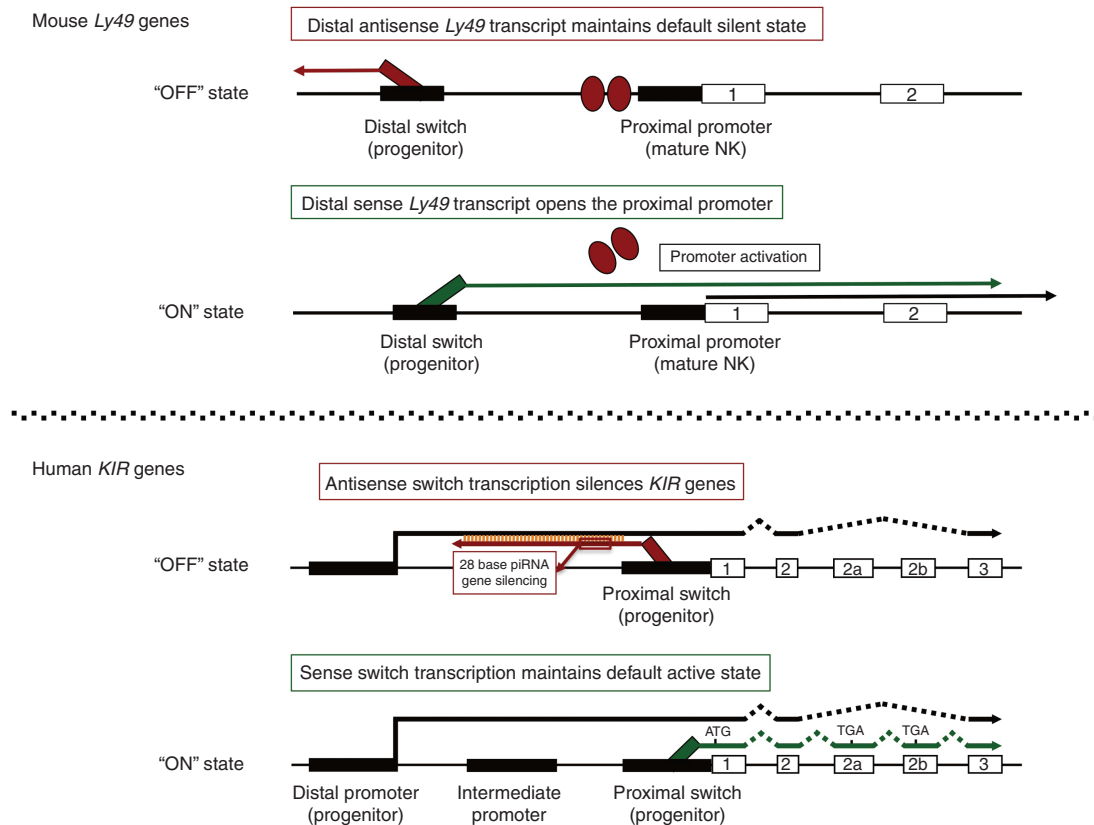 Mouse Ly49 genes
Distal antisense Ly49 transcript maintains default silent state
“OFF” state
1
2
Distal switch
(progenitor)
Proximal promoter
(mature NK)
Distal sense Ly49 transcript opens the proximal promoter
Promoter activation
“ON” state
1
2
Distal switch
(progenitor)
Proximal promoter
(mature NK)
Human KIR genes
Antisense switch transcription silences KIR genes
“OFF” state
28 base piRNA
gene silencing
1
2
2a
2b
3
Proximal switch
(progenitor)
Sense switch transcription maintains default active state
ATG
TGA
TGA
“ON” state
1
2
2a
2b
3
Distal promoter
(progenitor)
Intermediate
promoter
Proximal switch
(progenitor)